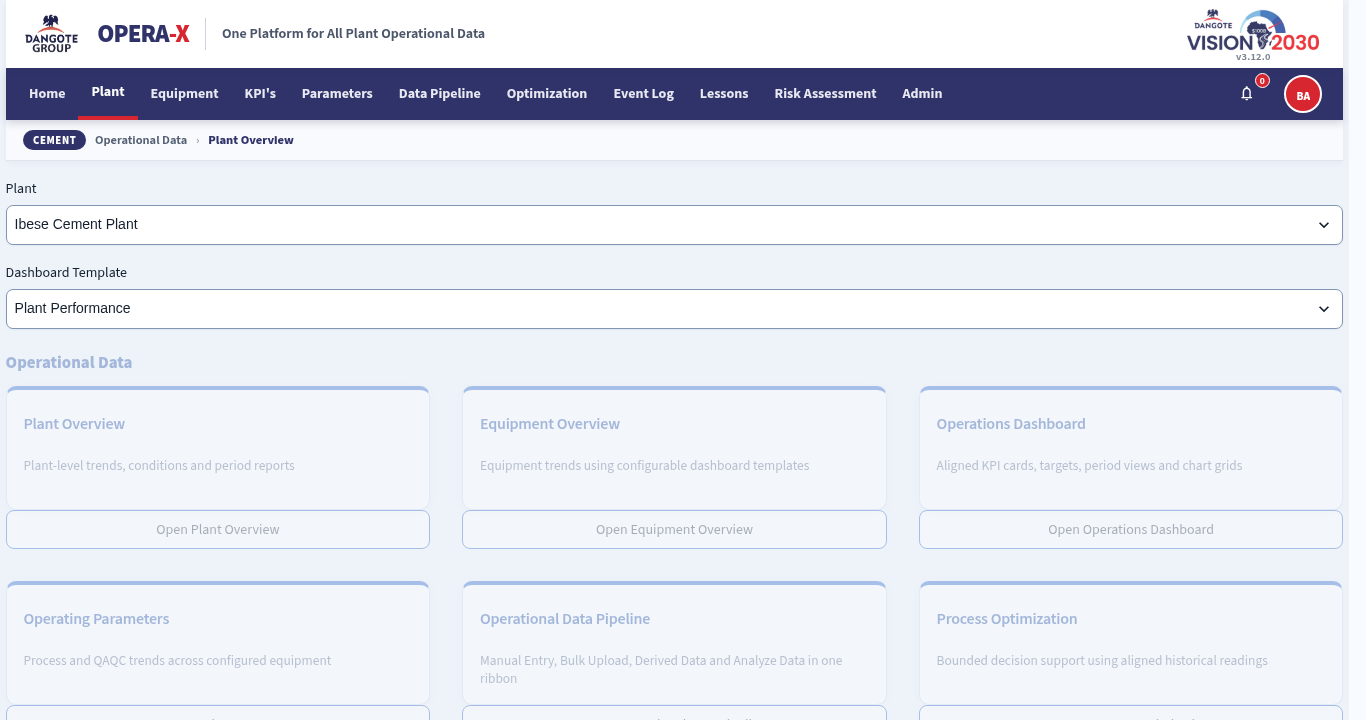 DANGOTE
GROUP
OPERA-X
One Platform for All Plant Operational Data
DANGOTE
VISION 2030
v3.12.0
Home
Plant
Equipment
KPI's
Parameters
Data Pipeline
Optimization
Event Log
Lessons
Risk Assessment
Admin
0
BA
CEMENT
Operational Data
›
Plant Overview
Plant
Ibese Cement Plant
Dashboard Template
Plant Performance
Operational Data
Plant Overview
Plant-level trends, conditions and period reports
Open Plant Overview
Equipment Overview
Equipment trends using configurable dashboard templates
Open Equipment Overview
Operations Dashboard
Aligned KPI cards, targets, period views and chart grids
Open Operations Dashboard
Operating Parameters
Process and QAQC trends across configured equipment
Operational Data Pipeline
Manual Entry, Bulk Upload, Derived Data and Analyze Data in one
ribbon
Process Optimization
Bounded decision support using aligned historical readings